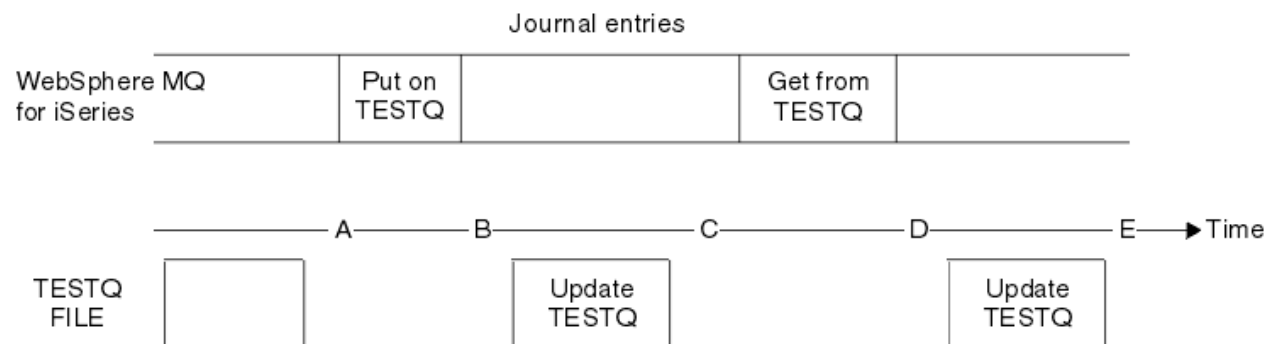 Journal entries
WebSphere MQ
for iSeries
Put on
TESTQ
Get from
TESTQ
A B C D E Time
TESTQ
FILE
Update
TESTQ
Update
TESTQ